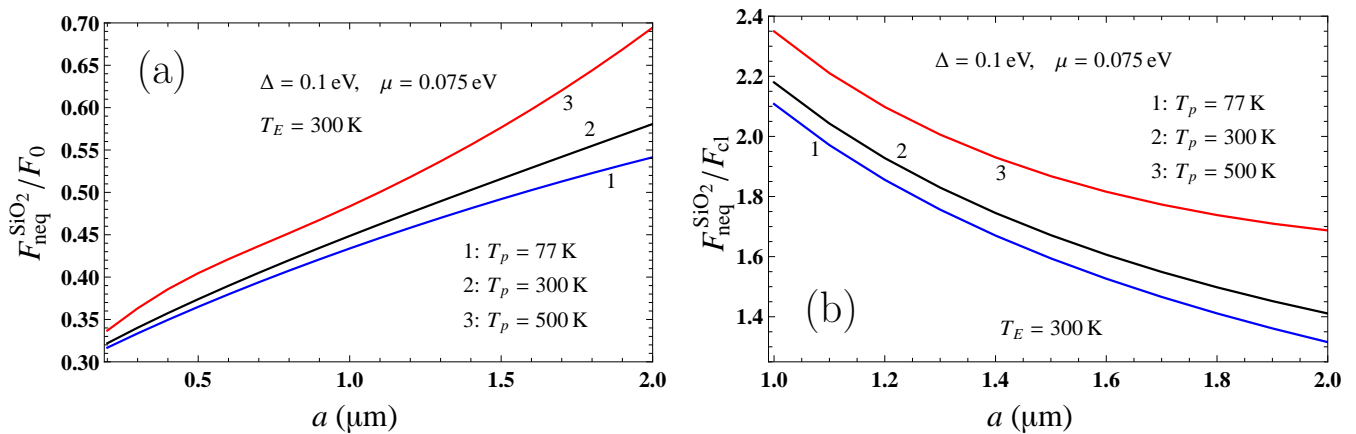 (a)
Δ = 0.1 eV, μ = 0.075 eV
T_E = 300 K
3
2
1
1: T_p = 77 K
2: T_p = 300 K
3: T_p = 500 K
F_neq^SiO₂/F_0
0.70
0.65
0.60
0.55
0.50
0.45
0.40
0.35
0.30
0.5 1.0 1.5 2.0
a (μm)
Δ = 0.1 eV, μ = 0.075 eV
1: T_p = 77 K
2: T_p = 300 K
3: T_p = 500 K
1
2
3
(b)
T_E = 300 K
F_neq^SiO₂/F_cl
2.4
2.2
2.0
1.8
1.6
1.4
1.0 1.2 1.4 1.6 1.8 2.0
a (μm)